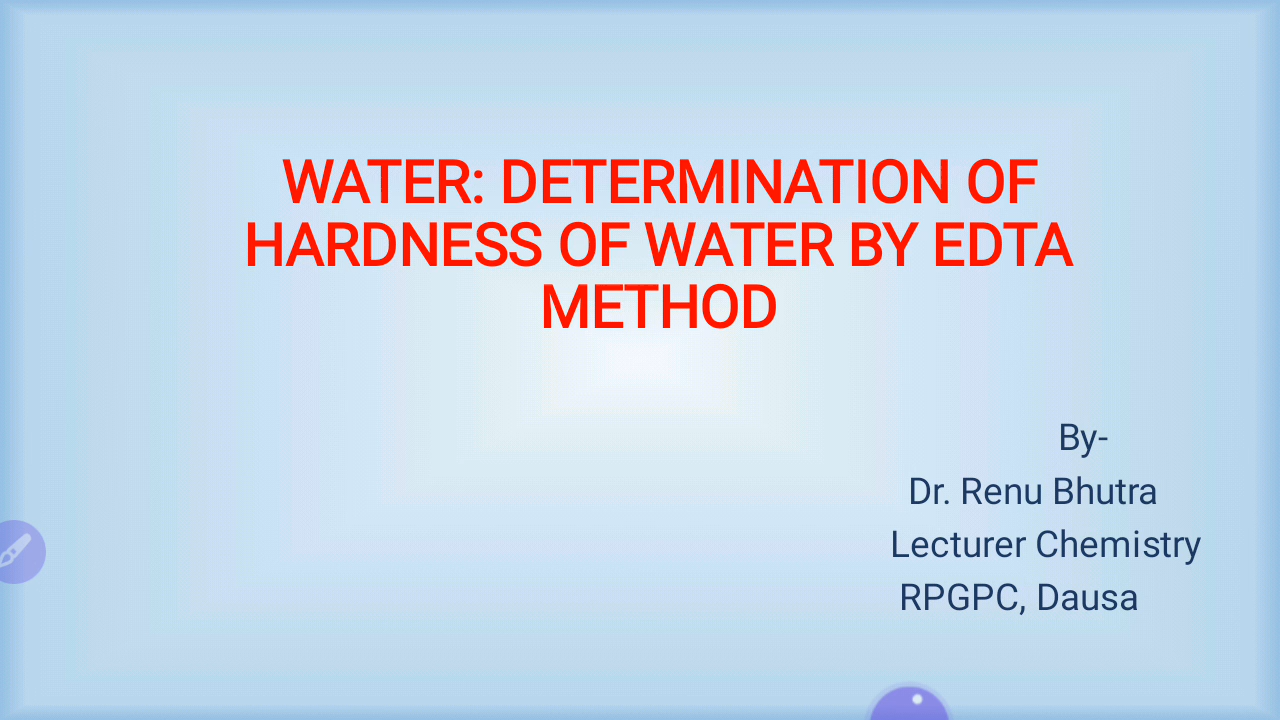 WATER: DETERMINATION OF
HARDNESS OF WATER BY EDTA
METHOD
By-
Dr. Renu Bhutra
Lecturer Chemistry
RPGPC, Dausa